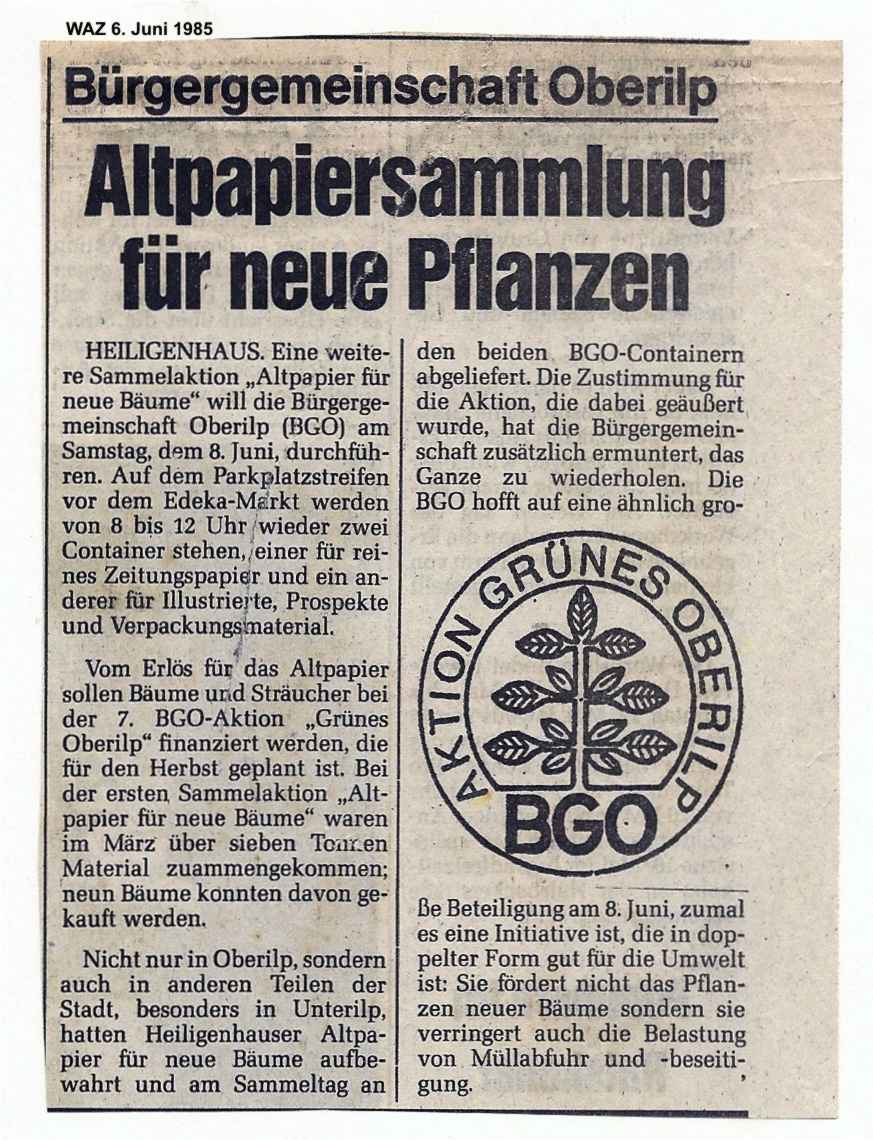 WAZ 6. Juni 1985
Bürgergemeinschaft Oberilp
Altpapiersammlung
für neue Pflanzen
HEILIGENHAUS. Eine weite-
re Sammelaktion „Altpapier für
neue Bäume“ will die Bürgerge-
meinschaft Oberilp (BGO) am
Samstag, dem 8. Juni, durchfüh-
ren. Auf dem Parkplatzstreifen
vor dem Edeka-Markt werden
von 8 bis 12 Uhr wieder zwei
Container stehen, einer für rei-
nes Zeitungspapier und ein an-
derer für Illustrierte, Prospekte
und Verpackungsmaterial.
Vom Erlös für das Altpapier
sollen Bäume und Sträucher bei
der 7. BGO-Aktion „Grünes
Oberilp“ finanziert werden, die
für den Herbst geplant ist. Bei
der ersten Sammelaktion „Alt-
papier für neue Bäume“ waren
im März über sieben Tonnen
Material zuammengekommen;
neun Bäume konnten davon ge-
kauft werden.
Nicht nur in Oberilp, sondern
auch in anderen Teilen der
Stadt, besonders in Unterilp,
hatten Heiligenhauser Altpa-
pier für neue Bäume aufbe-
wahrt und am Sammeltag an
den beiden BGO-Containern
abgeliefert. Die Zustimmung für
die Aktion, die dabei geäußert
wurde, hat die Bürgergemein-
schaft zusätzlich ermuntert, das
Ganze zu wiederholen. Die
BGO hofft auf eine ähnlich gro-
AKTION GRÜNES OBERILP
BGO
ße Beteiligung am 8. Juni, zumal
es eine Initiative ist, die in dop-
pelter Form gut für die Umwelt
ist: Sie fördert nicht das Pflan-
zen neuer Bäume sondern sie
verringert auch die Belastung
von Müllabfuhr und -beseiti-
gung.